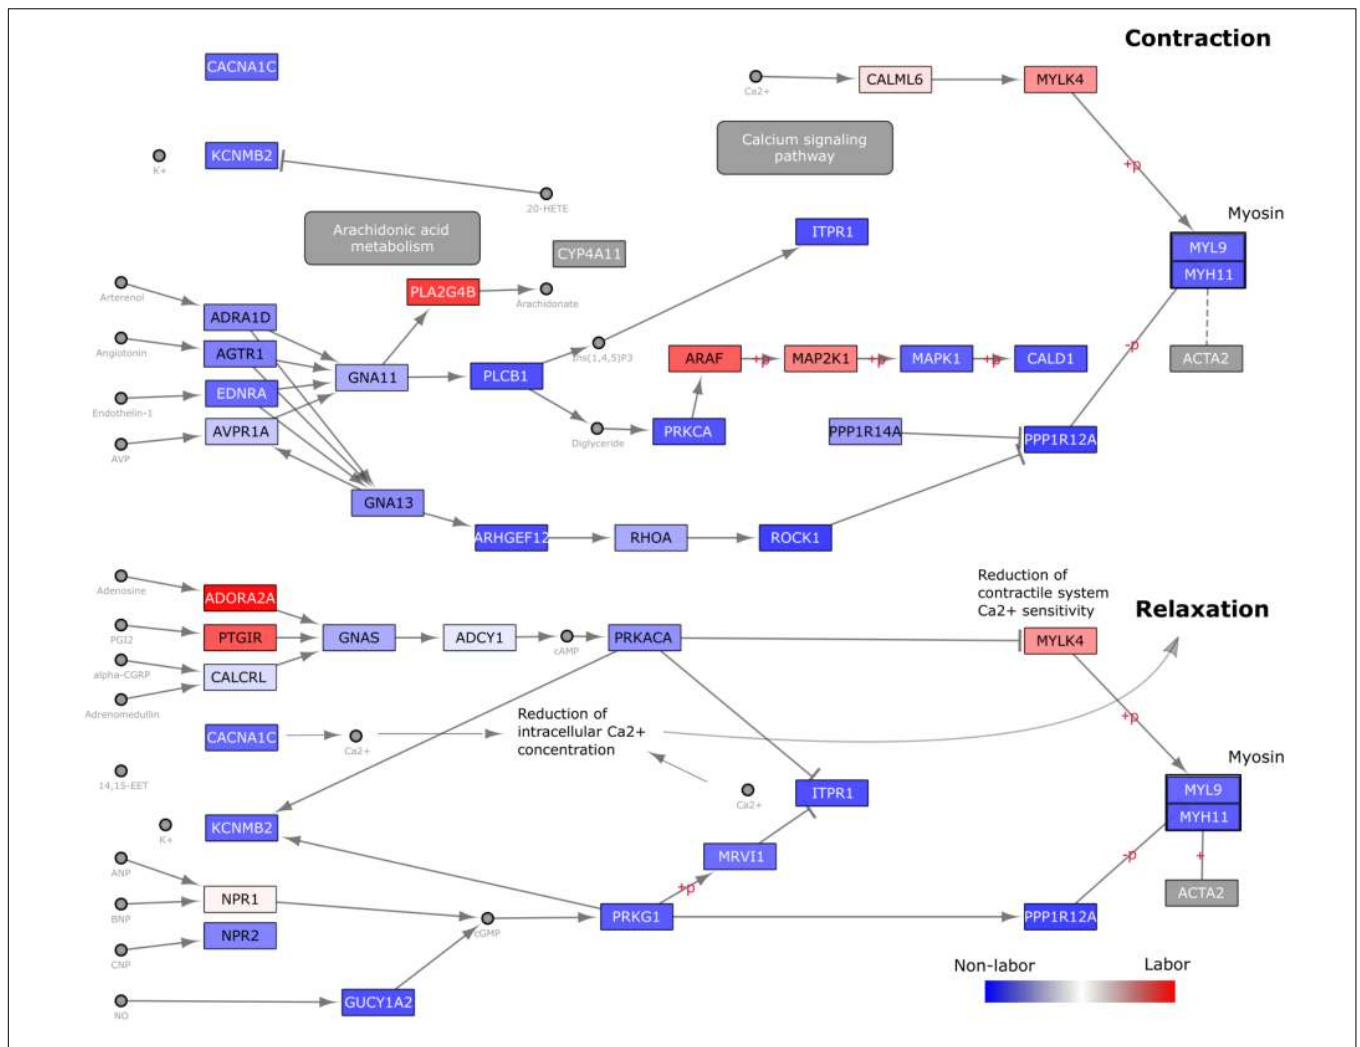 Contraction
CACNA1C
Ca2+
CALML6
MYLK4
Calcium signaling
pathway
K+
KCNMB2
20-HETE
+p
Arachidonic acid
metabolism
CYP4A11
ITPR1
Myosin
MYL9
MYH11
Arterenol
PLA2G4B
Arachidonate
ADRA1D
Angiotonin
AGTR1
GNA11
PLCB1
Ins(1,4,5)P3
ARAF
+p
MAP2K1
+p
MAPK1
+p
CALD1
-p
ACTA2
Endothelin-1
EDNRA
AVP
AVPR1A
Diglyceride
PRKCA
PPP1R14A
PPP1R12A
GNA13
ARHGEF12
RHOA
ROCK1
Relaxation
Adenosine
ADORA2A
Reduction of
contractile system
Ca2+ sensitivity
PGI2
PTGIR
GNAS
ADCY1
cAMP
PRKACA
MYLK4
alpha-CGRP
CALCRL
Adrenomedullin
CACNA1C
Ca2+
Reduction of
intracellular Ca2+
concentration
+p
14,15-EET
Ca2+
ITPR1
Myosin
MYL9
MYH11
K+
KCNMB2
MRVI1
-p
+
ANP
NPR1
+p
ACTA2
BNP
cGMP
PRKG1
PPP1R12A
NPR2
CNP
NO
GUCY1A2
Non-labor
Labor